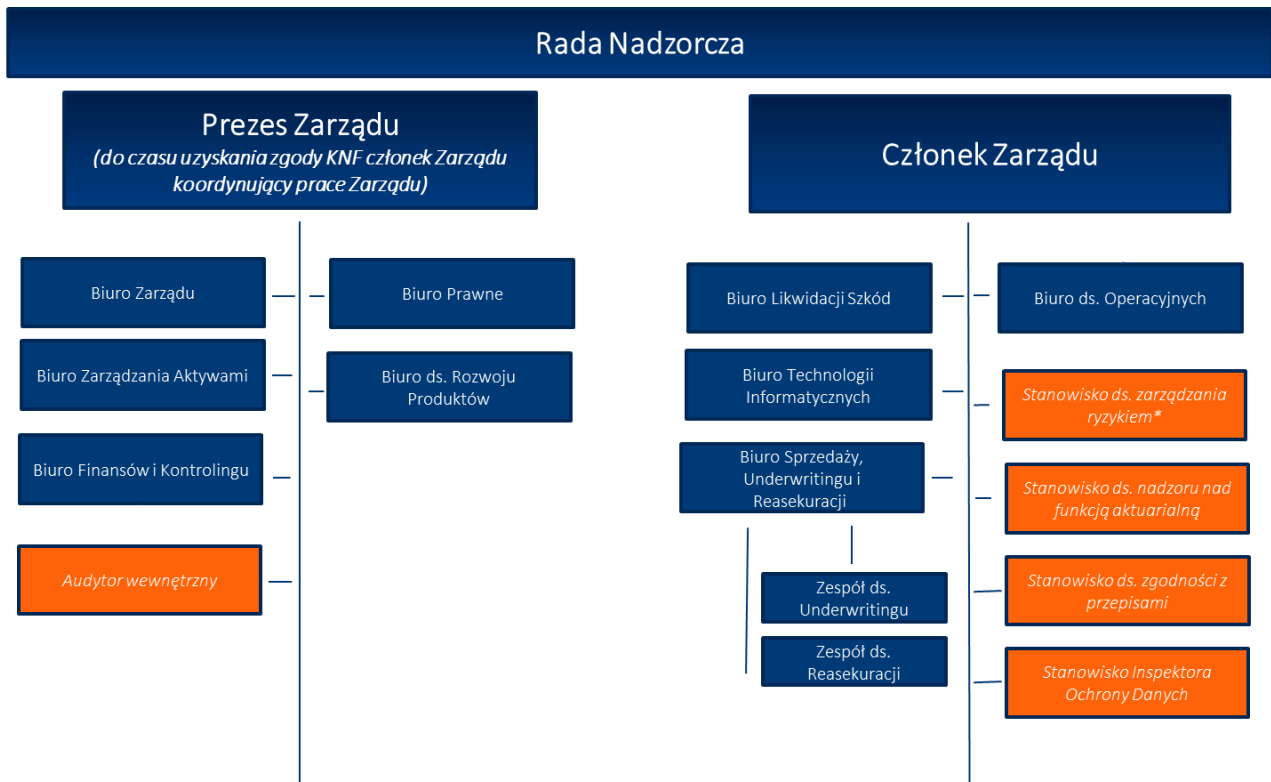 Rada Nadzorcza
Prezes Zarządu
(do czasu uzyskania zgody KNF członek Zarządu
koordynujący prace Zarządu)
Członek Zarządu
Biuro Zarządu
Biuro Prawne
Biuro Zarządzania Aktywami
Biuro ds. Rozwoju
Produktów
Biuro Finansów i Kontrolingu
Audytor wewnętrzny
Biuro Likwidacji Szkód
Biuro ds. Operacyjnych
Biuro Technologii
Informatycznych
Stanowisko ds. zarządzania
ryzykiem*
Biuro Sprzedaży,
Underwritingu i
Reasekuracji
Stanowisko ds. nadzoru nad
funkcją aktuarialną
Zespół ds.
Underwritingu
Stanowisko ds. zgodności z
przepisami
Zespół ds.
Reasekuracji
Stanowisko Inspektora
Ochrony Danych